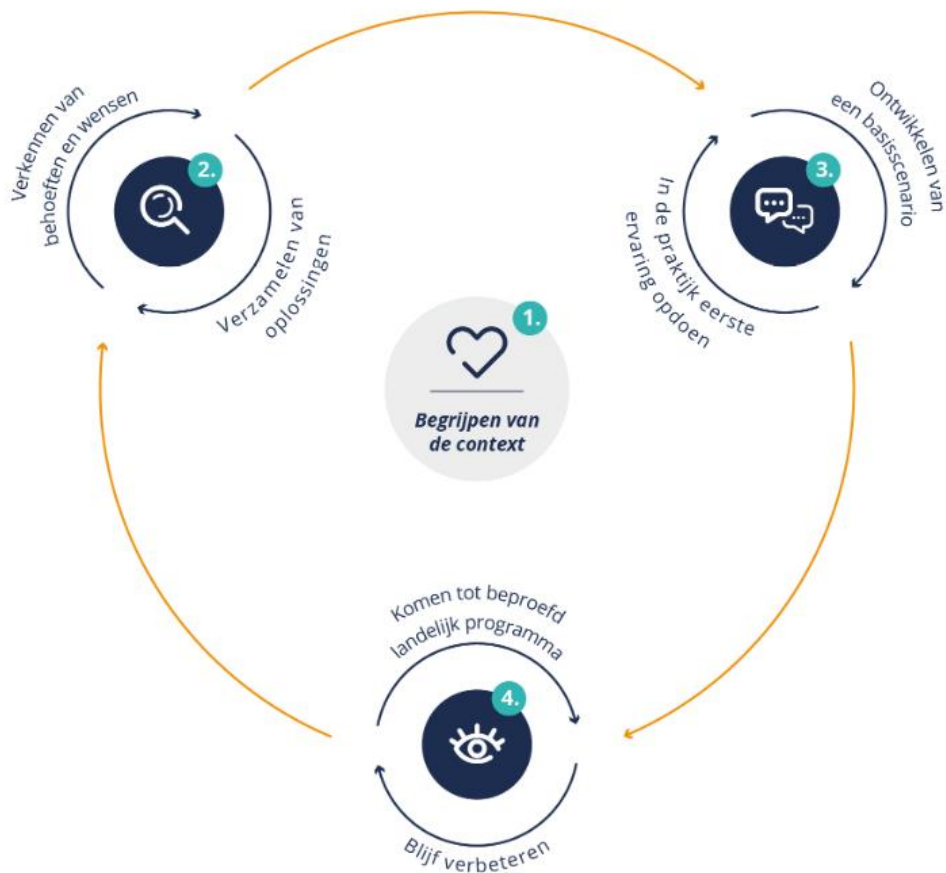 1.
Begrijpen van
de context
2.
Verkennen van
behoeften en wensen
Verzamelen van
oplossingen
3.
Ontwikkelen van
een basisscenario
In de praktijk eerste
ervaring opdoen
4.
Komen tot beproefd
landelijk programma
Blijf verbeteren